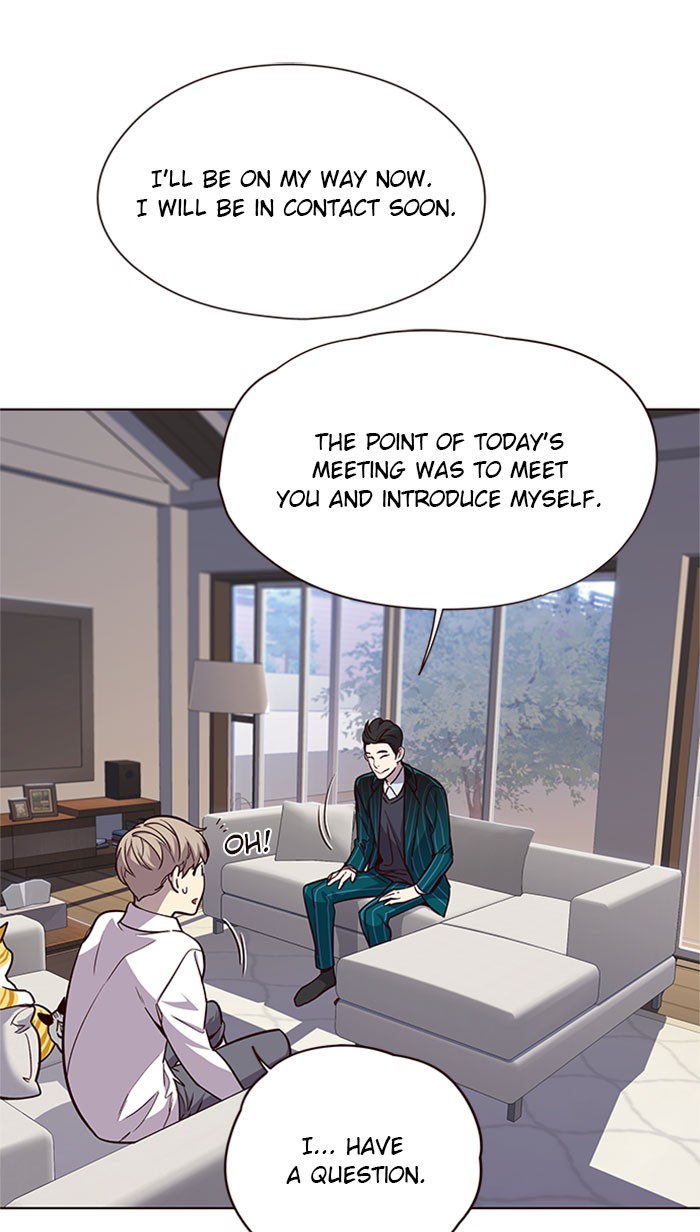 I'LL BE ON MY WAY NOW.
I WILL BE IN CONTACT SOON.
THE POINT OF TODAY'S
MEETING WAS TO MEET
YOU AND INTRODUCE MYSELF.
OH!
I... HAVE
A QUESTION.